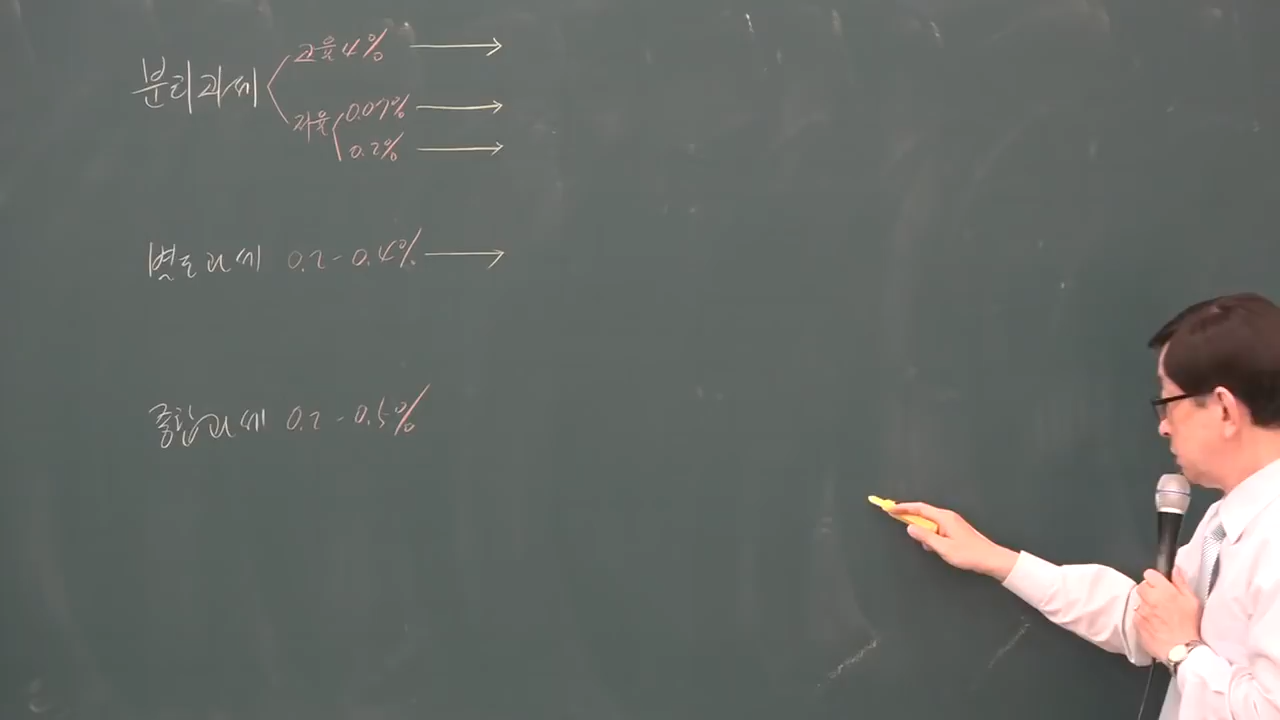 분리과세 고율 4% →
저율 0.07% →
0.2% →
별도과세 0.2 - 0.4% →
종합과세 0.2 - 0.5%